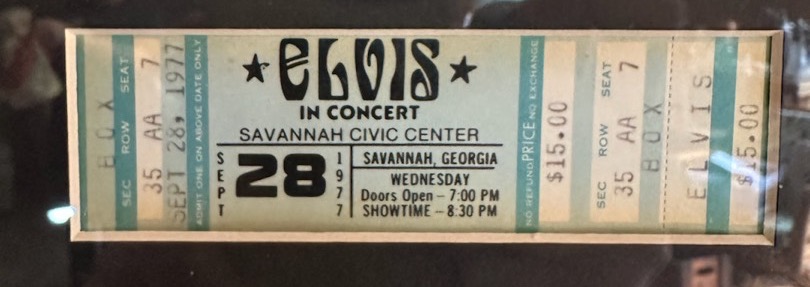 BOX
SEC ROW SEAT
35 AA 7
SEPT 28, 1977
ADMIT ONE ON ABOVE DATE ONLY
★ ELVIS ★
IN CONCERT
SAVANNAH CIVIC CENTER
SEPT
28
1977
SAVANNAH, GEORGIA
WEDNESDAY
Doors Open – 7:00 PM
SHOWTIME – 8:30 PM
NO REFUND PRICE NO EXCHANGE
$15.00
SEC ROW SEAT
35 AA 7
BOX
ELVIS
$15.00